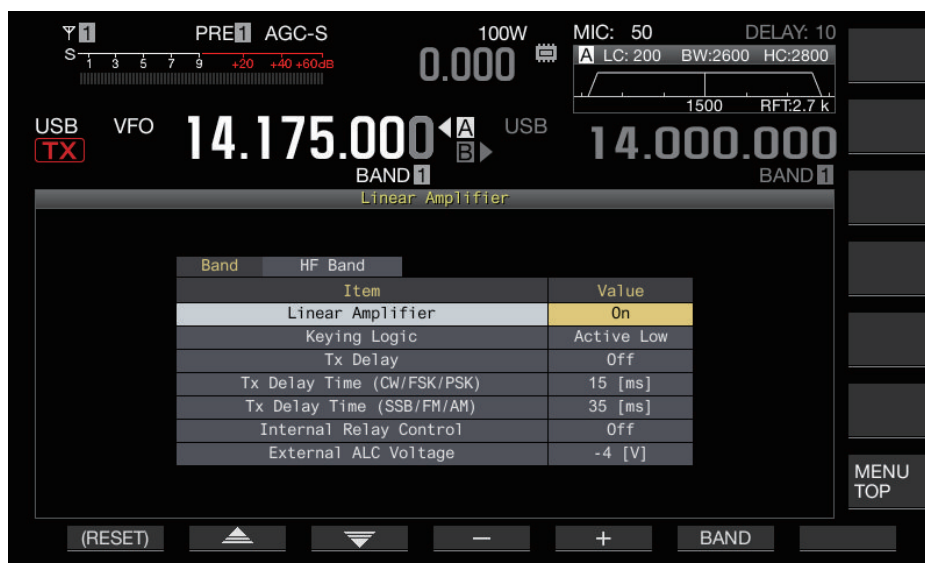 1 PRE1 AGC-S 100W MIC: 50 DELAY: 10
S 1 3 5 7 9 +20 +40 +60dB 0.000 A LC: 200 BW:2600 HC:2800
1500 RFT:2.7 k
USB VFO 14.175.000 A USB 14.000.000
TX B
BAND 1 BAND 1
Linear Amplifier
Band HF Band
Item Value
Linear Amplifier On
Keying Logic Active Low
Tx Delay Off
Tx Delay Time (CW/FSK/PSK) 15 [ms]
Tx Delay Time (SSB/FM/AM) 35 [ms]
Internal Relay Control Off
External ALC Voltage -4 [V]
MENU
TOP
(RESET) − + BAND